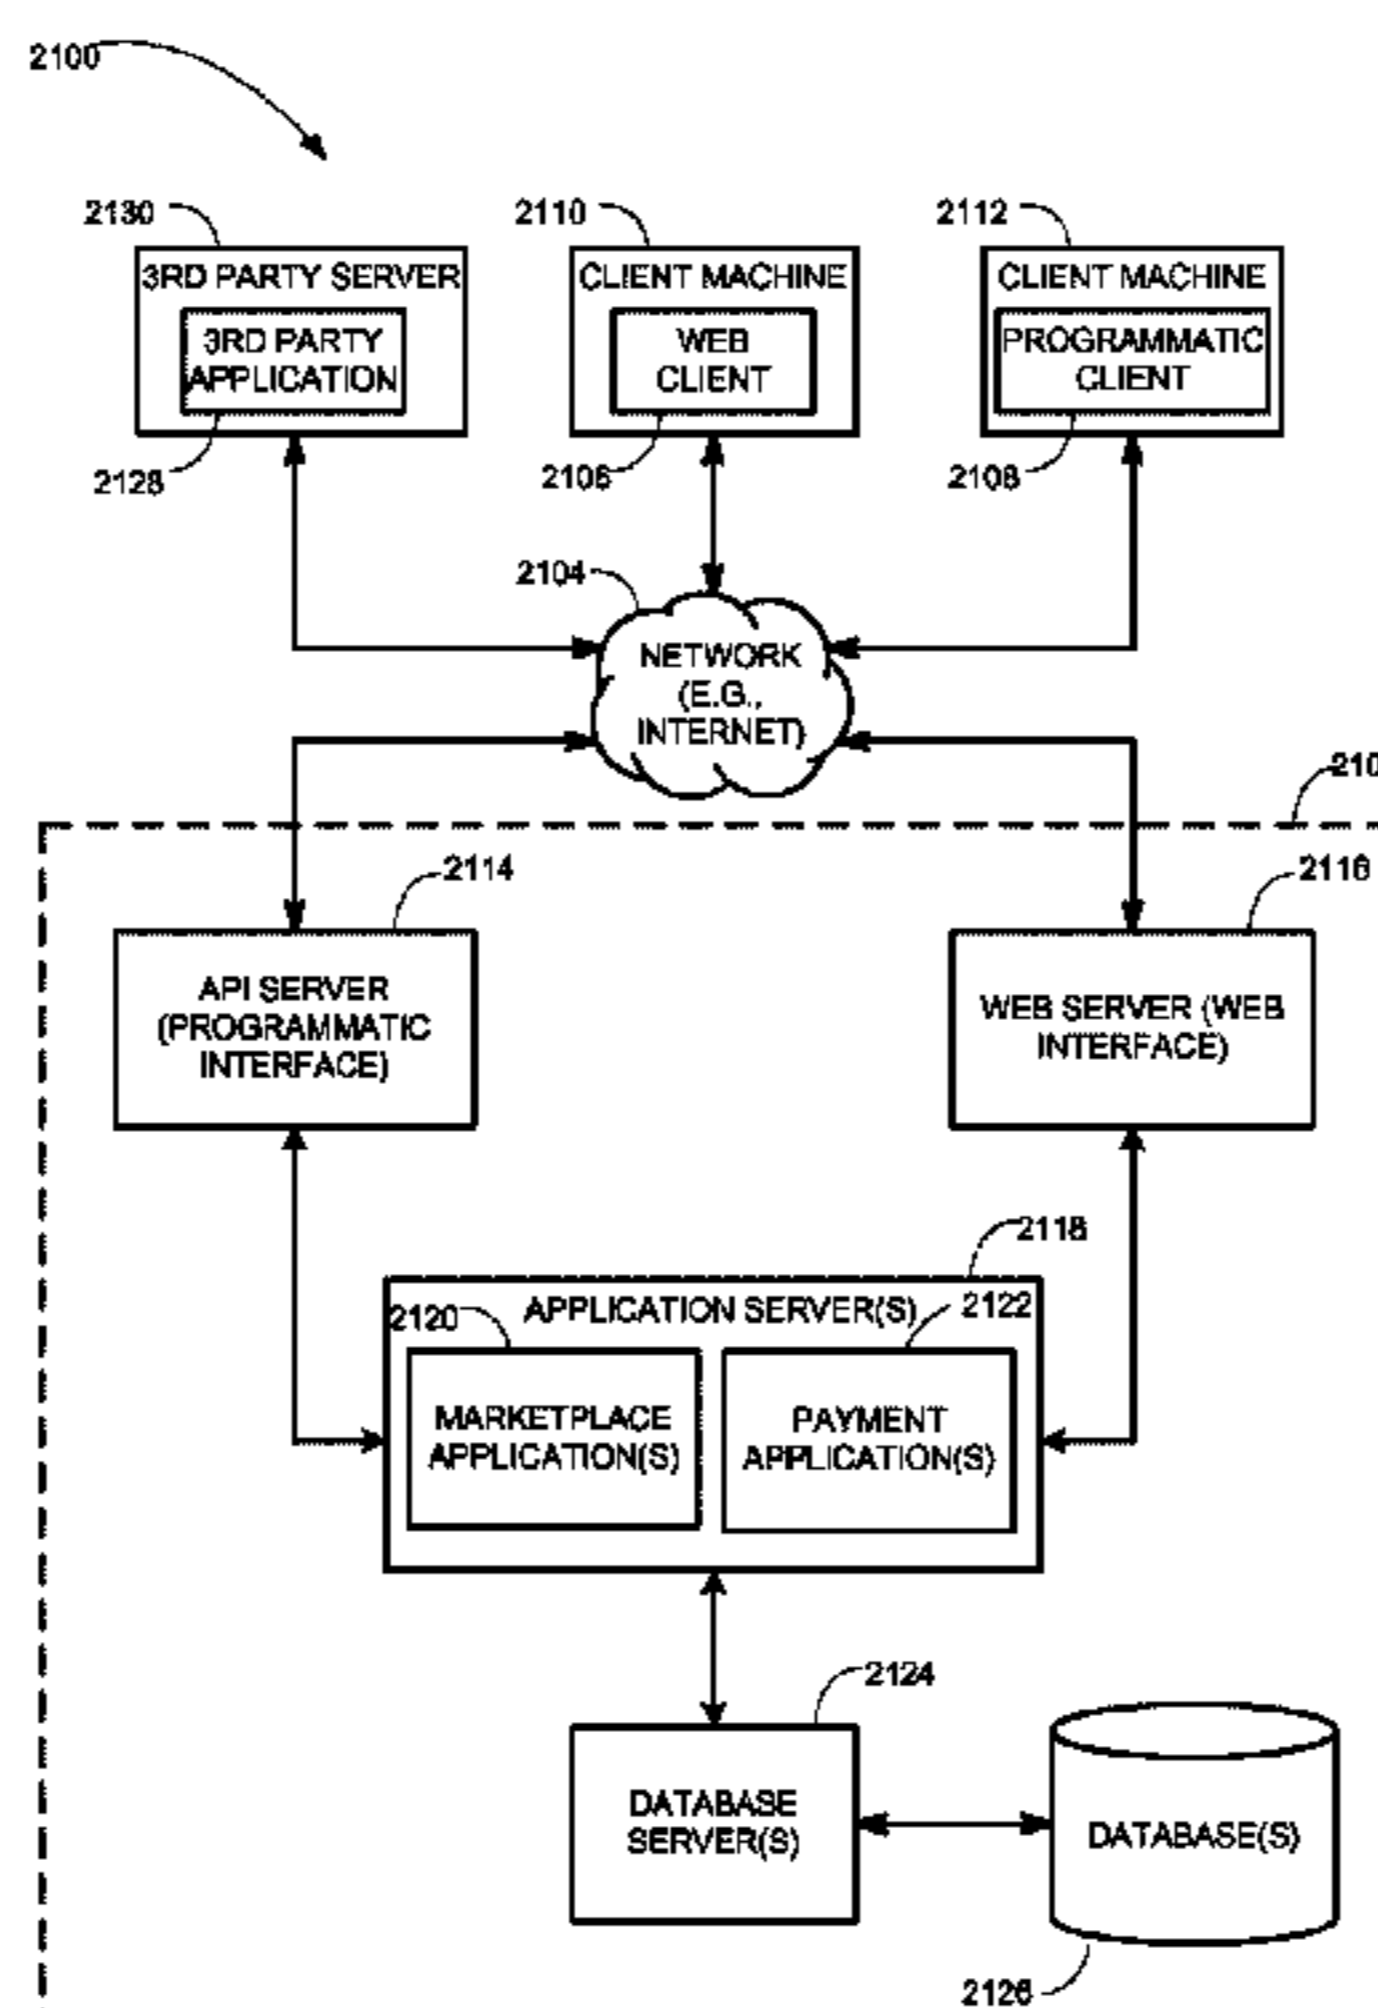 2100
2130
2110
2112
3RD PARTY SERVER
3RD PARTY
APPLICATION
CLIENT MACHINE
WEB
CLIENT
CLIENT MACHINE
PROGRAMMATIC
CLIENT
2128
2106
2108
2104
NETWORK
(E.G.,
INTERNET)
210
2114
2116
API SERVER
(PROGRAMMATIC
INTERFACE)
WEB SERVER (WEB
INTERFACE)
2118
APPLICATION SERVER(S)
2120
2122
MARKETPLACE
APPLICATION(S)
PAYMENT
APPLICATION(S)
2124
DATABASE
SERVER(S)
DATABASE(S)
2126